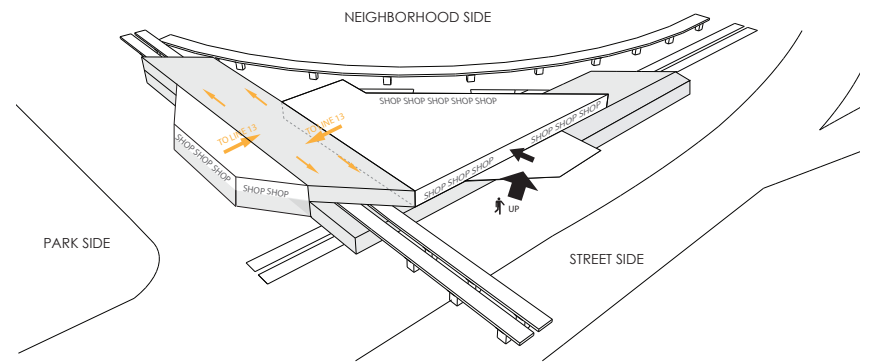 NEIGHBORHOOD SIDE
SHOP SHOP SHOP SHOP SHOP
TO LINE 13
TO LINE 13
SHOP SHOP SHOP
SHOP SHOP SHOP
SHOP SHOP SHOP
SHOP SHOP
UP
PARK SIDE
STREET SIDE